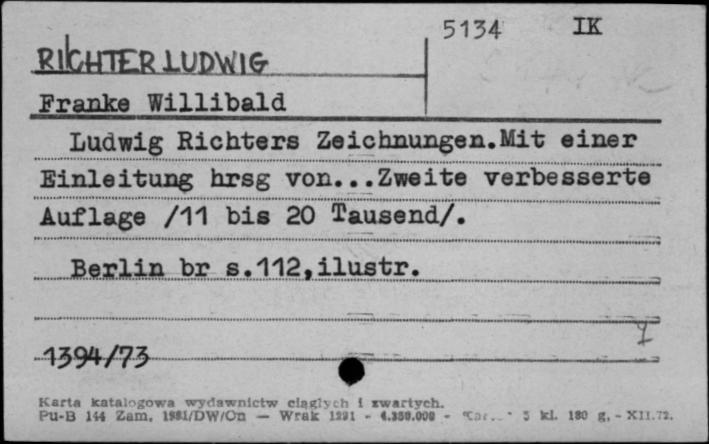 5134 IK
RICHTER LUDWIG
Franke Willibald
Ludwig Richters Zeichnungen.Mit einer
Einleitung hrsg von...Zweite verbesserte
Auflage /11 bis 20 Tausend/.
Berlin br s.112,ilustr.
1394/73
Karta katalogowa wydawnictw ciągłych i zwartych.
Pu-B 144 Zam. 1981/DW/On — Wrak 1291 - 4.350.000 - 5 kl. 180 g. - XII.72.